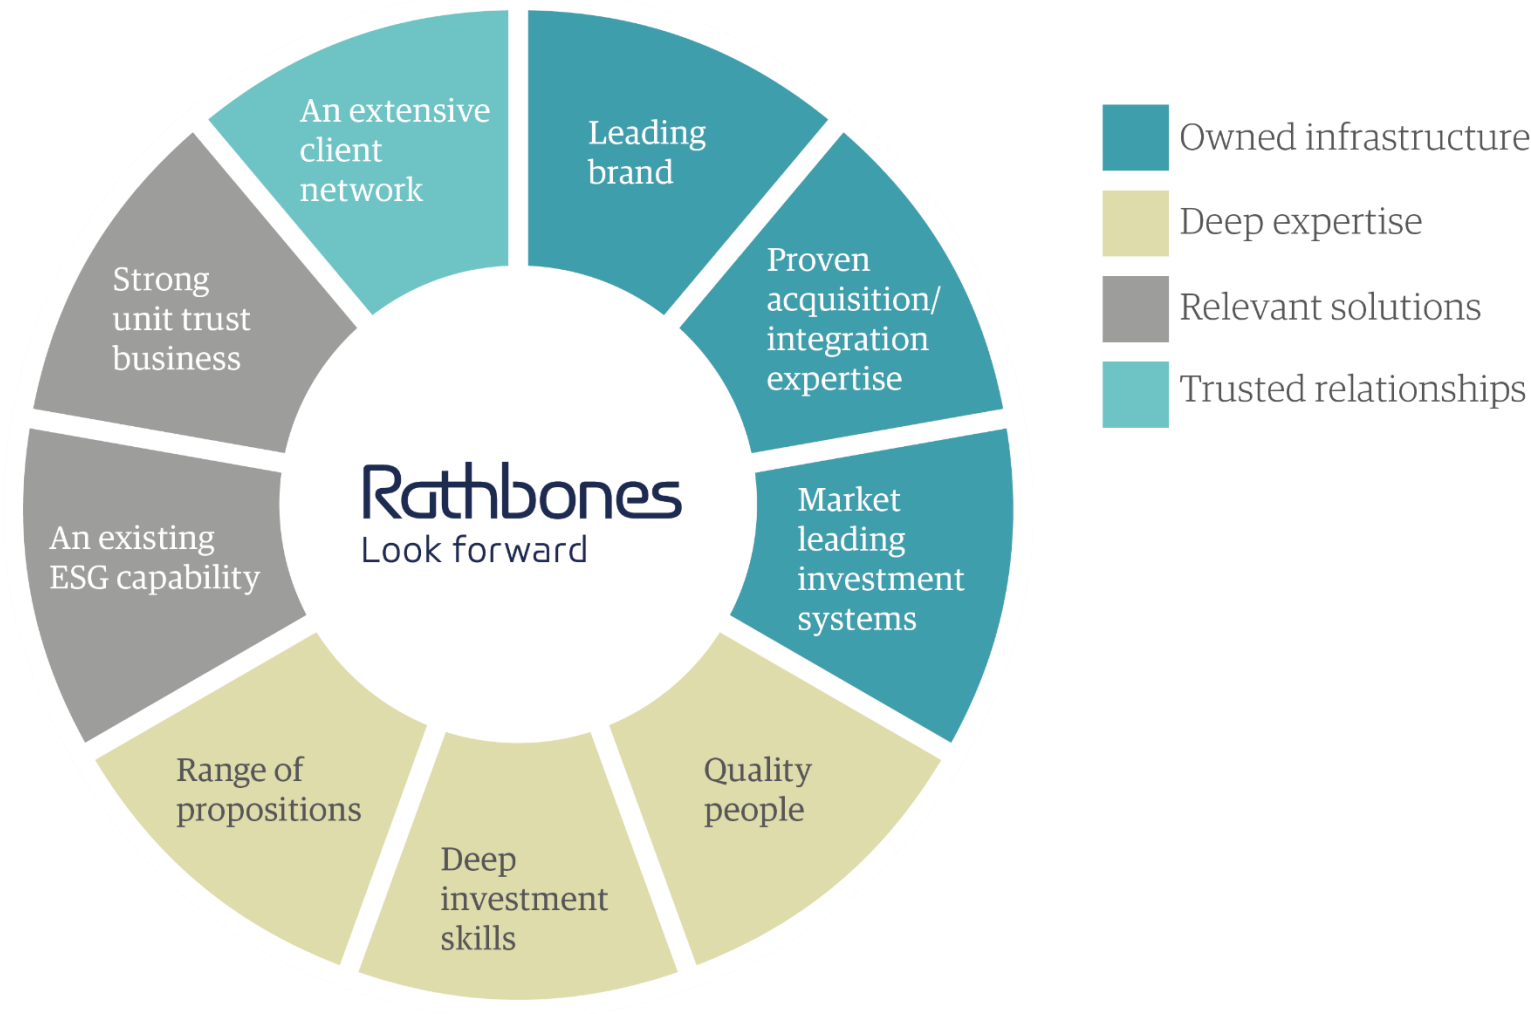 An extensive
client
network
Leading
brand
Proven
acquisition/
integration
expertise
Market
leading
investment
systems
Quality
people
Deep
investment
skills
Range of
propositions
An existing
ESG capability
Strong
unit trust
business
Rathbones
Look forward
Owned infrastructure
Deep expertise
Relevant solutions
Trusted relationships